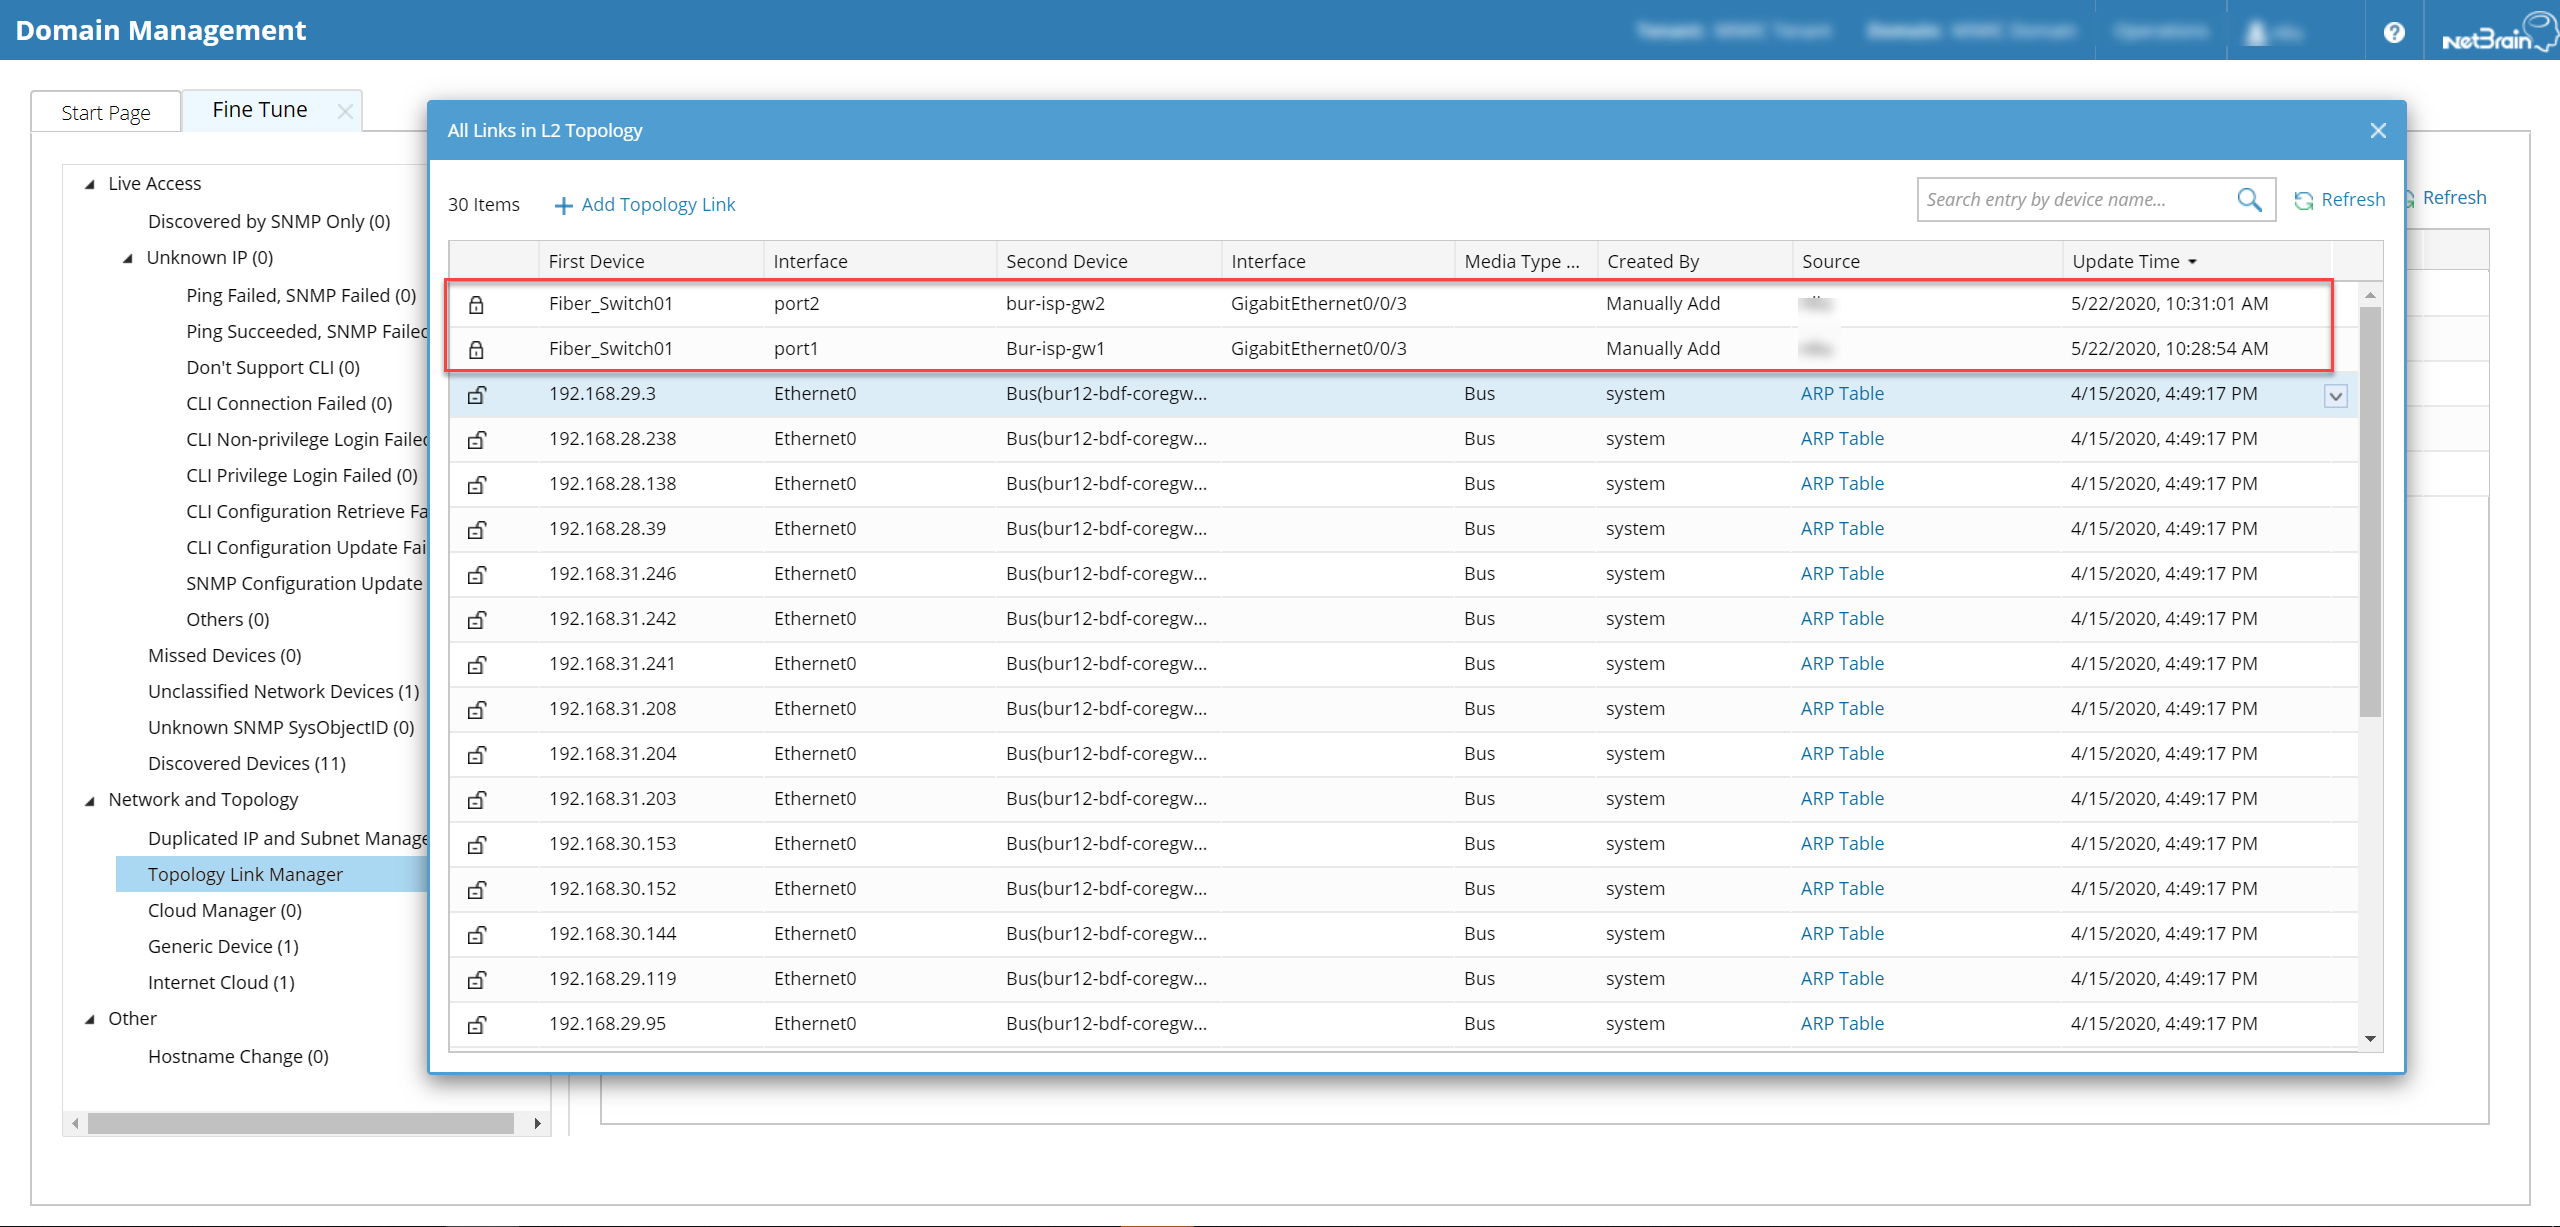 Domain Management
NetBrain
Start Page
Fine Tune
Live Access
Discovered by SNMP Only (0)
Unknown IP (0)
Ping Failed, SNMP Failed (0)
Ping Succeeded, SNMP Failed
Don't Support CLI (0)
CLI Connection Failed (0)
CLI Non-privilege Login Failed
CLI Privilege Login Failed (0)
CLI Configuration Retrieve Fa
CLI Configuration Update Fai
SNMP Configuration Update
Others (0)
Missed Devices (0)
Unclassified Network Devices (1)
Unknown SNMP SysObjectID (0)
Discovered Devices (11)
Network and Topology
Duplicated IP and Subnet Manage
Topology Link Manager
Cloud Manager (0)
Generic Device (1)
Internet Cloud (1)
Other
Hostname Change (0)
All Links in L2 Topology
30 Items Add Topology Link Search entry by device name... Refresh Refresh
First Device Interface Second Device Interface Media Type ... Created By Source Update Time
Fiber_Switch01 port2 bur-isp-gw2 GigabitEthernet0/0/3 Manually Add 5/22/2020, 10:31:01 AM
Fiber_Switch01 port1 Bur-isp-gw1 GigabitEthernet0/0/3 Manually Add 5/22/2020, 10:28:54 AM
192.168.29.3 Ethernet0 Bus(bur12-bdf-coregw... Bus system ARP Table 4/15/2020, 4:49:17 PM
192.168.28.238 Ethernet0 Bus(bur12-bdf-coregw... Bus system ARP Table 4/15/2020, 4:49:17 PM
192.168.28.138 Ethernet0 Bus(bur12-bdf-coregw... Bus system ARP Table 4/15/2020, 4:49:17 PM
192.168.28.39 Ethernet0 Bus(bur12-bdf-coregw... Bus system ARP Table 4/15/2020, 4:49:17 PM
192.168.31.246 Ethernet0 Bus(bur12-bdf-coregw... Bus system ARP Table 4/15/2020, 4:49:17 PM
192.168.31.242 Ethernet0 Bus(bur12-bdf-coregw... Bus system ARP Table 4/15/2020, 4:49:17 PM
192.168.31.241 Ethernet0 Bus(bur12-bdf-coregw... Bus system ARP Table 4/15/2020, 4:49:17 PM
192.168.31.208 Ethernet0 Bus(bur12-bdf-coregw... Bus system ARP Table 4/15/2020, 4:49:17 PM
192.168.31.204 Ethernet0 Bus(bur12-bdf-coregw... Bus system ARP Table 4/15/2020, 4:49:17 PM
192.168.31.203 Ethernet0 Bus(bur12-bdf-coregw... Bus system ARP Table 4/15/2020, 4:49:17 PM
192.168.30.153 Ethernet0 Bus(bur12-bdf-coregw... Bus system ARP Table 4/15/2020, 4:49:17 PM
192.168.30.152 Ethernet0 Bus(bur12-bdf-coregw... Bus system ARP Table 4/15/2020, 4:49:17 PM
192.168.30.144 Ethernet0 Bus(bur12-bdf-coregw... Bus system ARP Table 4/15/2020, 4:49:17 PM
192.168.29.119 Ethernet0 Bus(bur12-bdf-coregw... Bus system ARP Table 4/15/2020, 4:49:17 PM
192.168.29.95 Ethernet0 Bus(bur12-bdf-coregw... Bus system ARP Table 4/15/2020, 4:49:17 PM